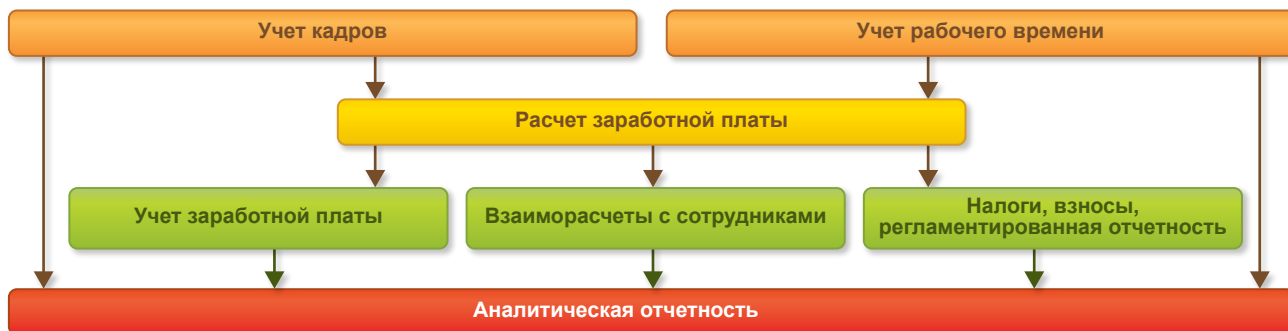 Учет кадров
Учет рабочего времени
Расчет заработной платы
Учет заработной платы
Взаиморасчеты с сотрудниками
Налоги, взносы,
регламентированная отчетность
Аналитическая отчетность